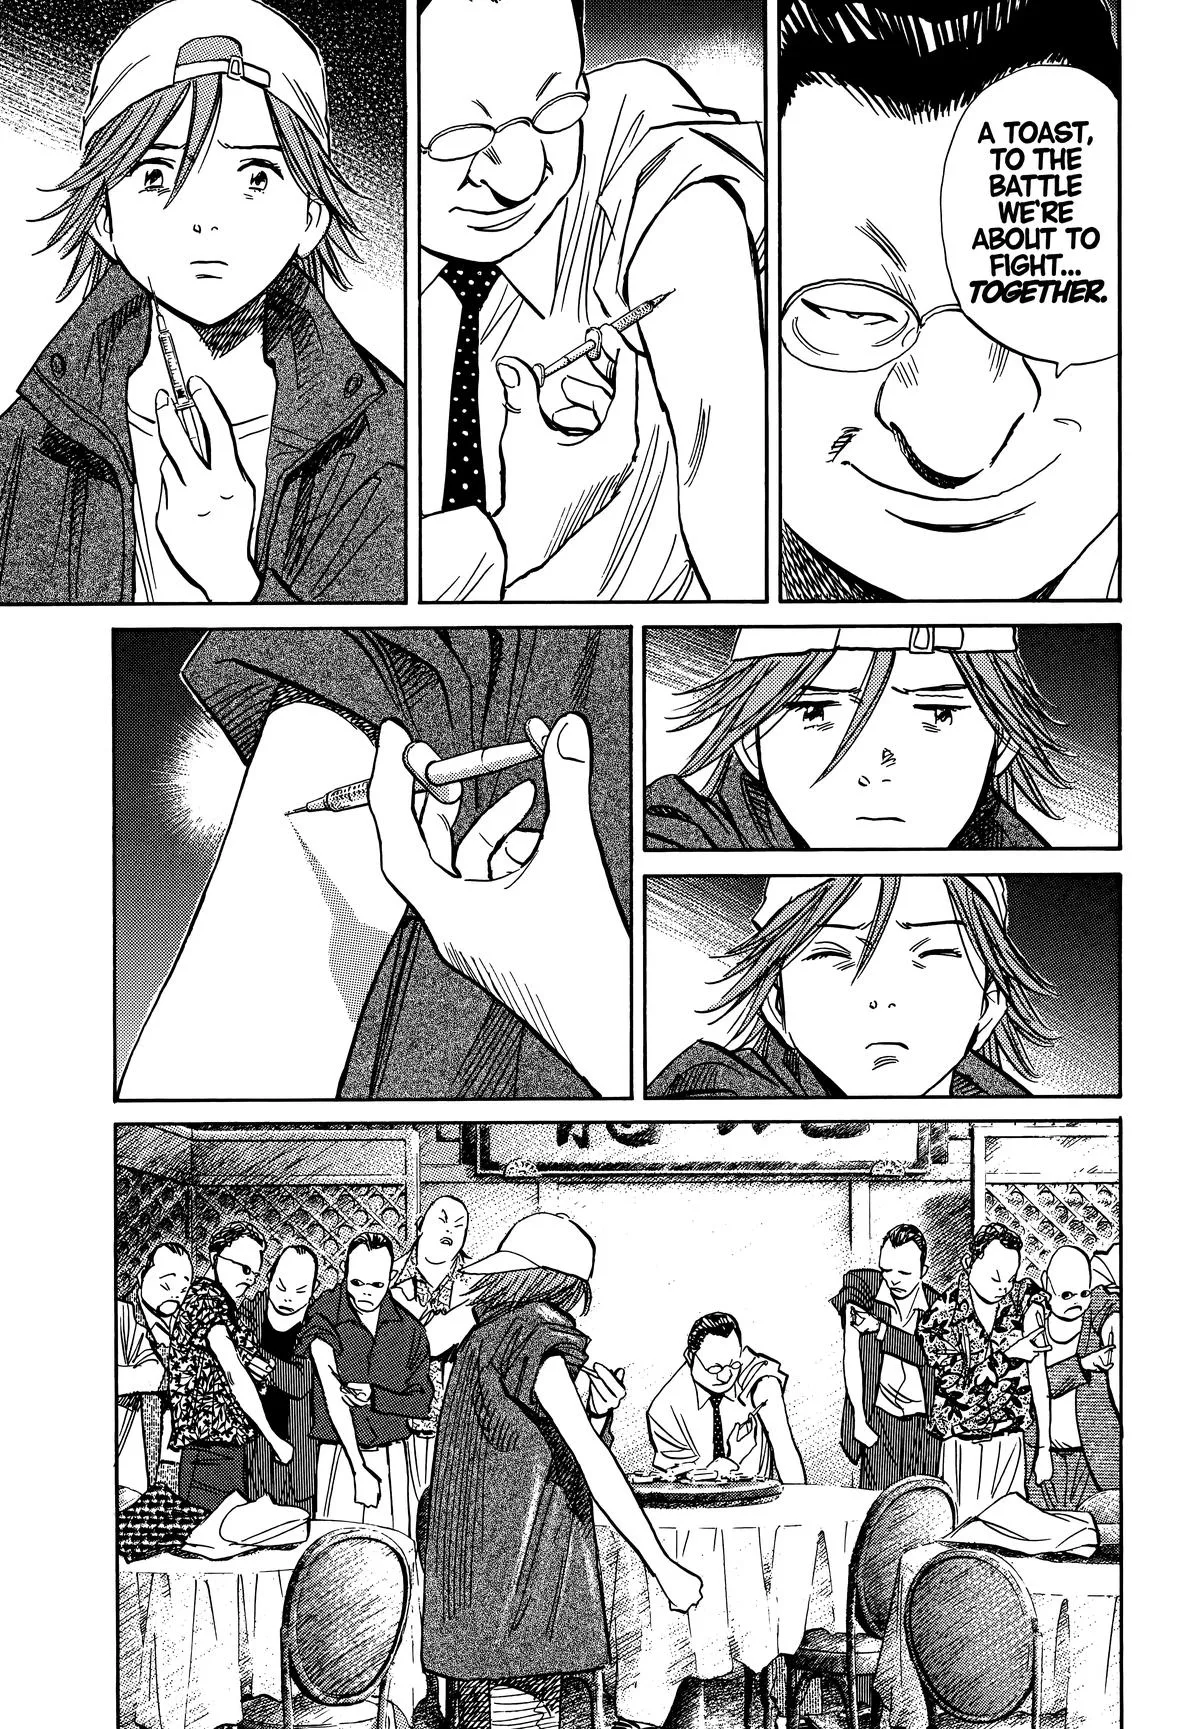 A TOAST,
TO THE
BATTLE
WE'RE
ABOUT TO
FIGHT...
TOGETHER.